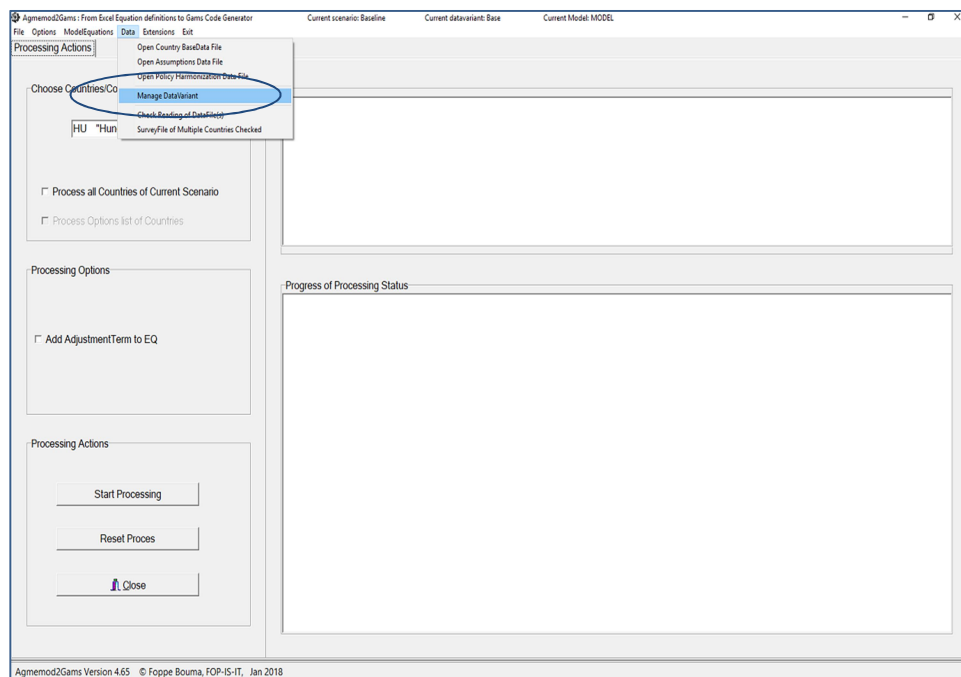 Agmemod2Gams : From Excel Equation definitions to Gams Code Generator Current scenario: Baseline Current datavariant: Base Current Model: MODEL
File Options ModelEquations Data Extensions Exit
Processing Actions
Open Country BaseData File
Open Assumptions Data File
Open Policy Harmonization Data File
Manage DataVariant
Check Reading of DataFile(s)
SurveyFile of Multiple Countries Checked
Choose Countries/Co
HU "Hun
Process all Countries of Current Scenario
Process Options list of Countries
Processing Options
Add AdjustmentTerm to EQ
Processing Actions
Start Processing
Reset Proces
Close
Progress of Processing Status
Agmemod2Gams Version 4.65 © Foppe Bouma, FOP-IS-IT, Jan 2018